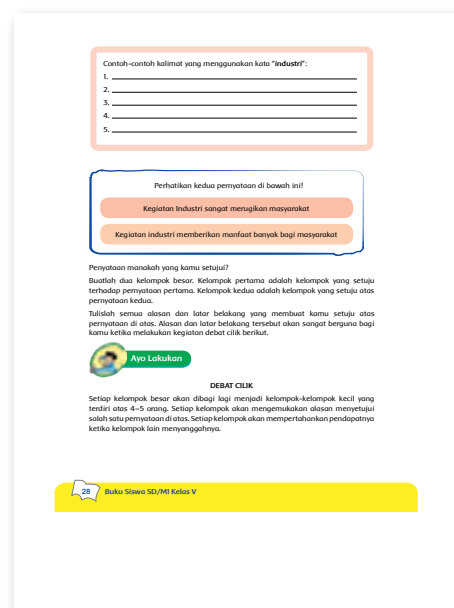 Contoh-contoh kalimat yang menggunakan kata "industri":
1.
2.
3.
4.
5.
Perhatikan kedua pernyataan di bawah ini!
Kegiatan Industri sangat merugikan masyarakat
Kegiatan industri memberikan manfaat banyak bagi masyarakat
Penyataan manakah yang kamu setujui?
Buatlah dua kelompok besar. Kelompok pertama adalah kelompok yang setuju
terhadap pernyataan pertama. Kelompok kedua adalah kelompok yang setuju atas
pernyataan kedua.
Tulislah semua alasan dan latar belakang yang membuat kamu setuju atas
pernyataan di atas. Alasan dan latar belakang tersebut akan sangat berguna bagi
kamu ketika melakukan kegiatan debat cilik berikut.
Ayo Lakukan
DEBAT CILIK
Setiap kelompok besar akan dibagi lagi menjadi kelompok-kelompok kecil yang
terdiri atas 4–5 orang. Setiap kelompok akan mengemukakan alasan menyetujui
salah satu pernyataan di atas. Setiap kelompok akan mempertahankan pendapatnya
ketika kelompok lain menyanggahnya.
28 Buku Siswa SD/MI Kelas V